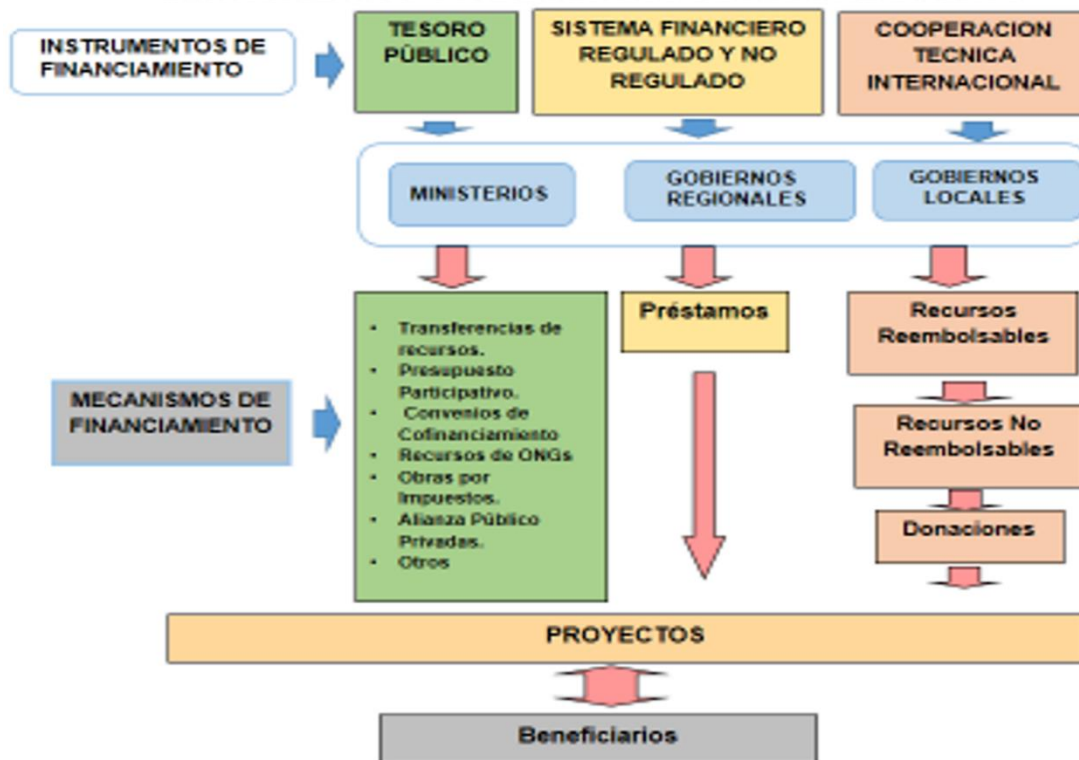 INSTRUMENTOS DE
FINANCIAMIENTO
TESORO
PÚBLICO
SISTEMA FINANCIERO
REGULADO Y NO
REGULADO
COOPERACION
TECNICA
INTERNACIONAL
MINISTERIOS
GOBIERNOS
REGIONALES
GOBIERNOS
LOCALES
MECANISMOS DE
FINANCIAMIENTO
• Transferencias de
recursos.
• Presupuesto
Participativo.
• Convenios de
Cofinanciamiento
• Recursos de ONGs
• Obras por
Impuestos.
• Alianza Público
Privadas.
• Otros
Préstamos
Recursos
Reembolsables
Recursos No
Reembolsables
Donaciones
PROYECTOS
Beneficiarios